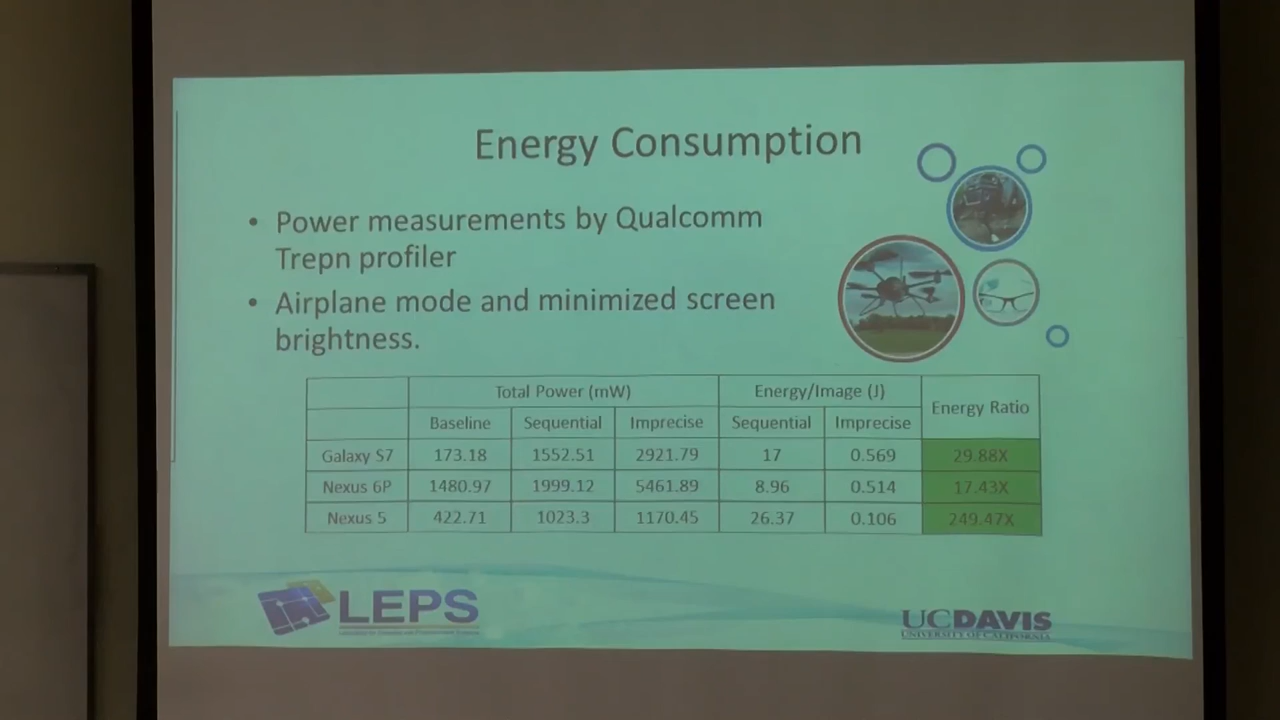 Energy Consumption
• Power measurements by Qualcomm
Trepn profiler
• Airplane mode and minimized screen
brightness.
Total Power (mW) Energy/Image (J) Energy Ratio
Baseline Sequential Imprecise Sequential Imprecise
Galaxy S7 173.18 1552.51 2921.79 17 0.569 29.88X
Nexus 6P 1480.97 1999.12 5461.89 8.96 0.514 17.43X
Nexus 5 422.71 1023.3 1170.45 26.37 0.106 249.47X
LEPS
UCDAVIS
UNIVERSITY OF CALIFORNIA